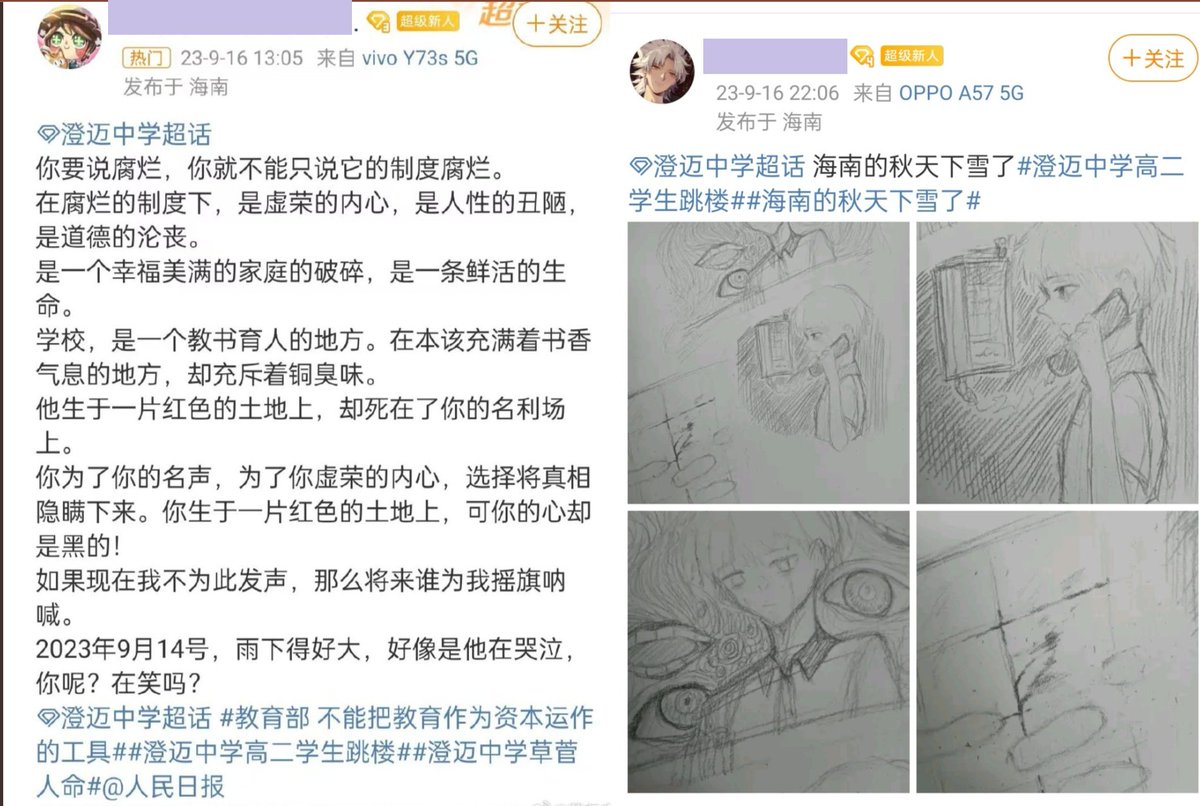 超级新人
+关注
热门 23-9-16 13:05 来自 vivo Y73s 5G
发布于 海南
澄迈中学超话
你要说腐烂，你就不能只说它的制度腐烂。
在腐烂的制度下，是虚荣的内心，是人性的丑陋，
是道德的沦丧。
是一个幸福美满的家庭的破碎，是一条鲜活的生
命。
学校，是一个教书育人的地方。在本该充满着书香
气息的地方，却充斥着铜臭味。
他生于一片红色的土地上，却死在了你的名利场
上。
你为了你的名声，为了你虚荣的内心，选择将真相
隐瞒下来。你生于一片红色的土地上，可你的心却
是黑的！
如果现在我不为此发声，那么将来谁为我摇旗呐
喊。
2023年9月14号，雨下得好大，好像是他在哭泣，
你呢？在笑吗？
澄迈中学超话 #教育部 不能把教育作为资本运作
的工具##澄迈中学高二学生跳楼##澄迈中学草菅
人命#@人民日报
超级新人
+关注
23-9-16 22:06 来自 OPPO A57 5G
发布于 海南
澄迈中学超话 海南的秋天下雪了#澄迈中学高二
学生跳楼##海南的秋天下雪了#